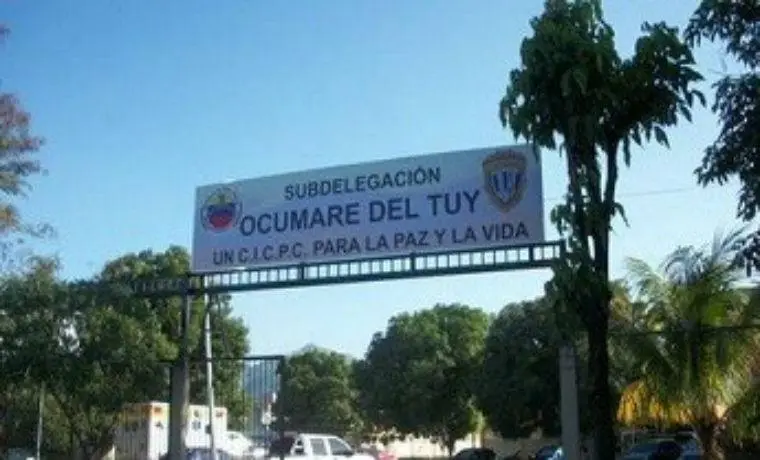 SUBDELEGACIÓN
OCUMARE DEL TUY
UN C.I.C.P.C. PARA LA PAZ Y LA VIDA